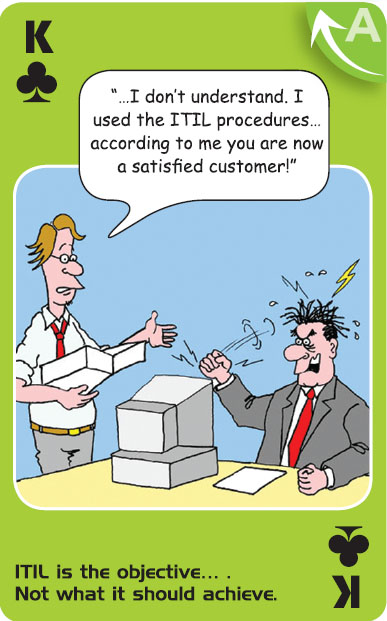 K
A
“...I don’t understand. I
used the ITIL procedures...
according to me you are now
a satisfied customer!”
ITIL is the objective... .
Not what it should achieve.
K